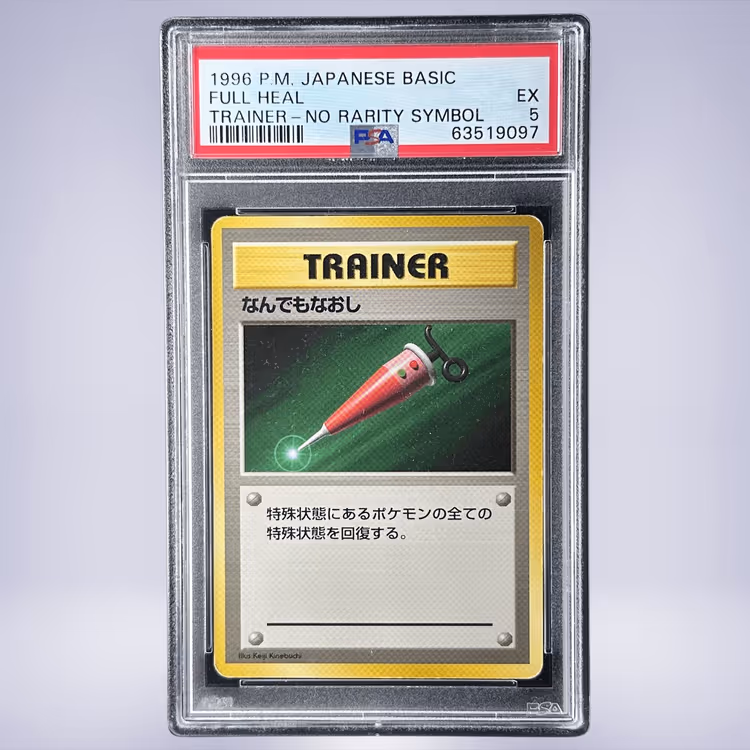 1996 P.M. JAPANESE BASIC
FULL HEAL EX
TRAINER-NO RARITY SYMBOL 5
PSA 63519097
TRAINER
なんでもなおし
特殊状態にあるポケモンの全ての
特殊状態を回復する。
Illus. Keiji Kinebuchi
PSA